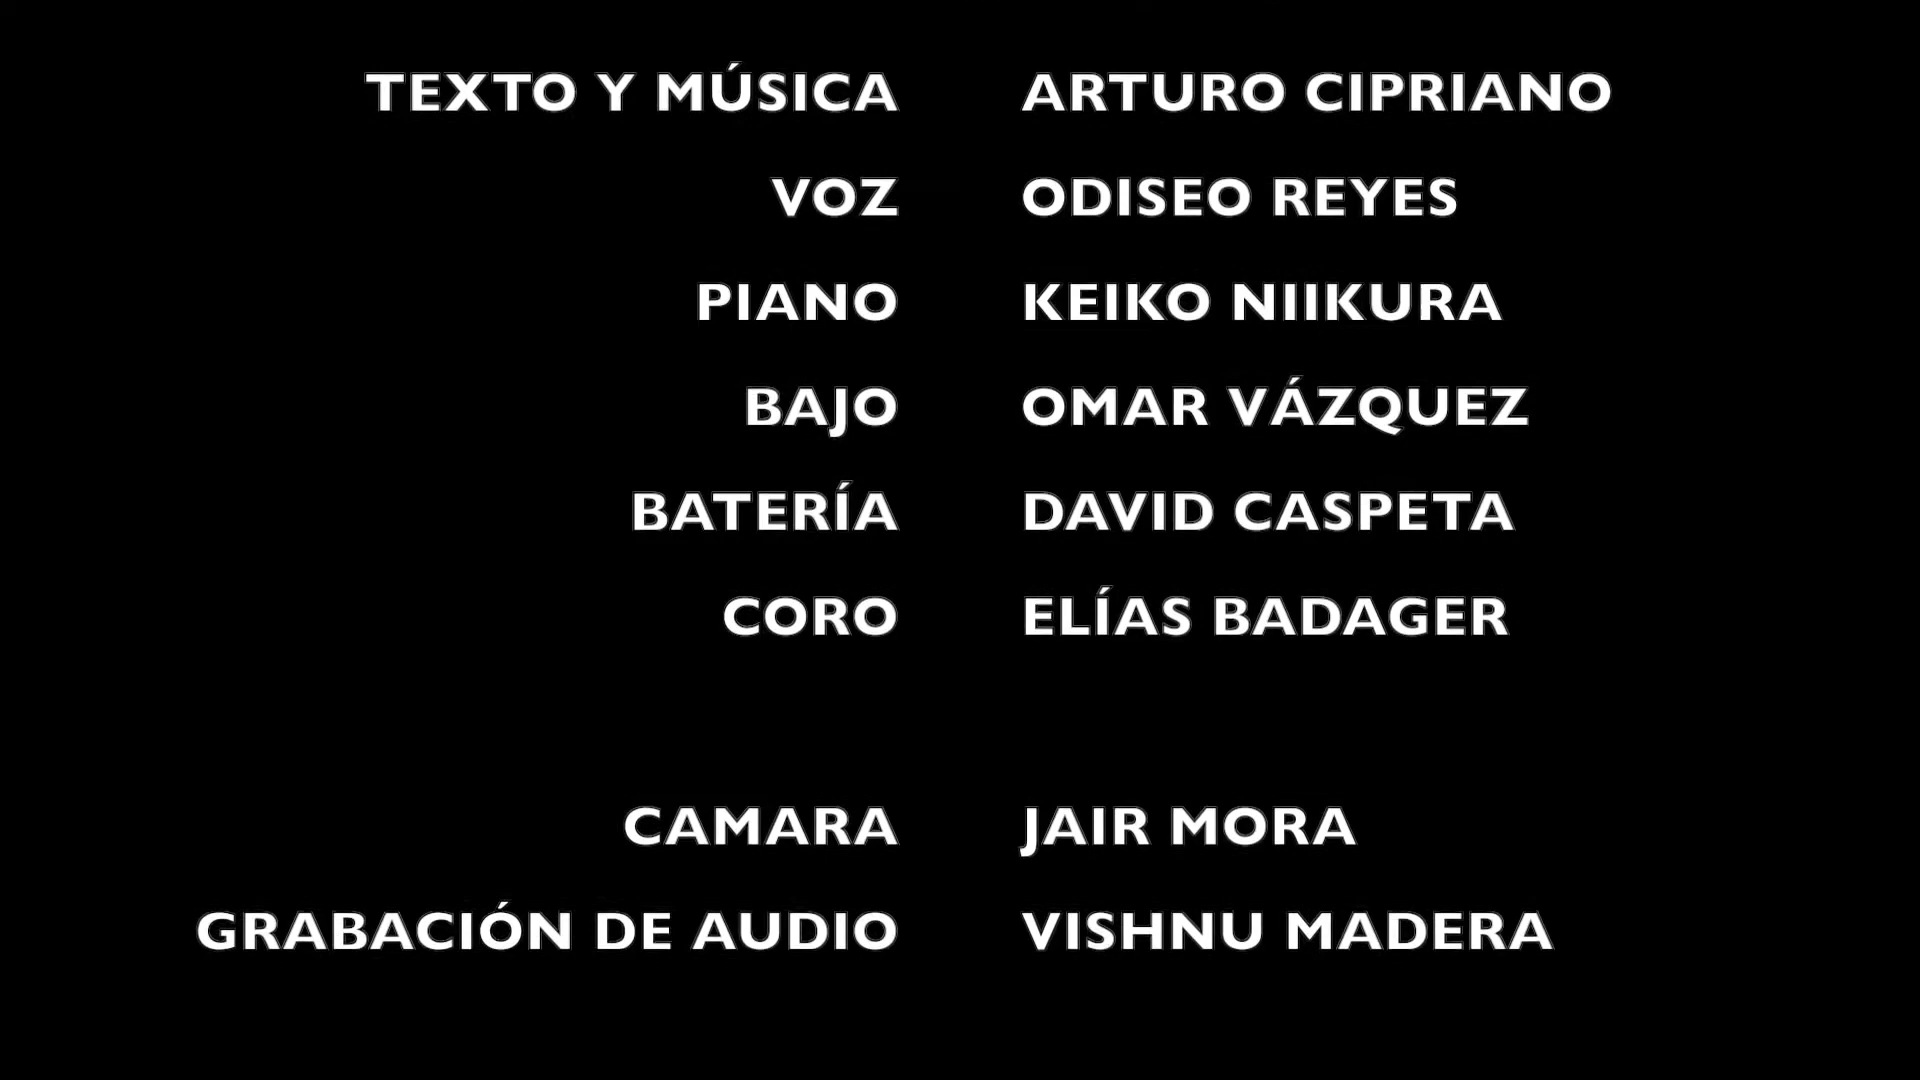 TEXTO Y MÚSICA ARTURO CIPRIANO
VOZ ODISEO REYES
PIANO KEIKO NIIKURA
BAJO OMAR VÁZQUEZ
BATERÍA DAVID CASPETA
CORO ELÍAS BADAGER
CAMARA JAIR MORA
GRABACIÓN DE AUDIO VISHNU MADERA